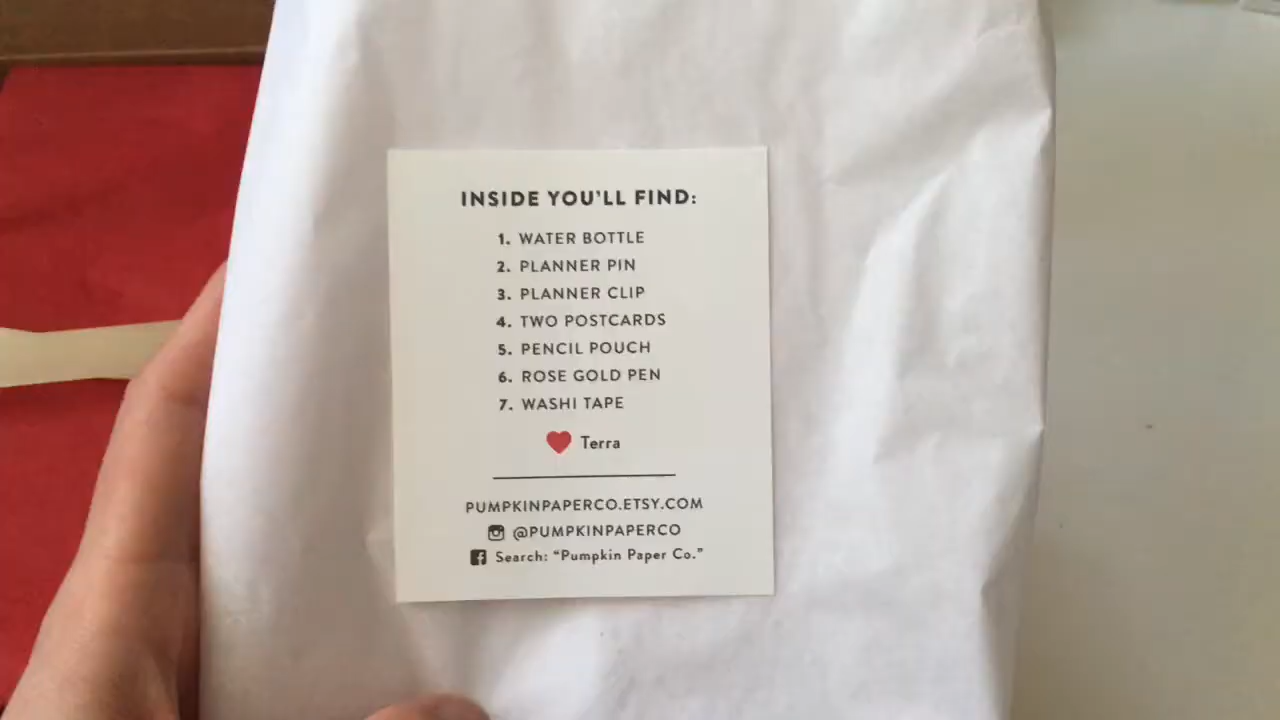 INSIDE YOU'LL FIND:
1. WATER BOTTLE
2. PLANNER PIN
3. PLANNER CLIP
4. TWO POSTCARDS
5. PENCIL POUCH
6. ROSE GOLD PEN
7. WASHI TAPE
Terra
PUMPKINPAPERCO.ETSY.COM
@PUMPKINPAPERCO
Search: “Pumpkin Paper Co.”